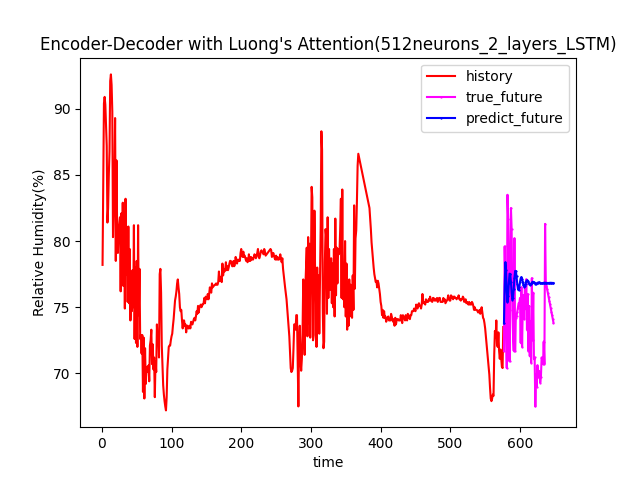 Encoder-Decoder with Luong's Attention(512neurons_2_layers_LSTM)
history
true_future
predict_future
Relative Humidity(%)
90
85
80
75
70
0 100 200 300 400 500 600
time